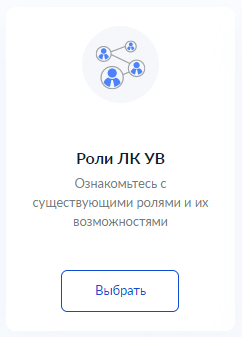 Роли ЛК УВ
Ознакомьтесь с
существующими ролями и их
возможностями
Выбрать